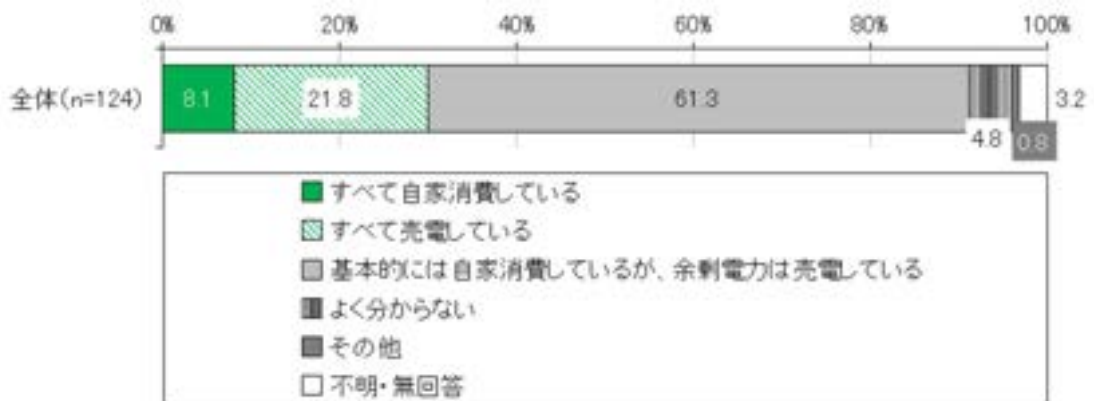 0% 20% 40% 60% 80% 100%
全体(n=124) 8.1 21.8 61.3 3.2
4.8 0.8
すべて自家消費している
すべて売電している
基本的には自家消費しているが、余剰電力は売電している
よく分からない
その他
不明・無回答